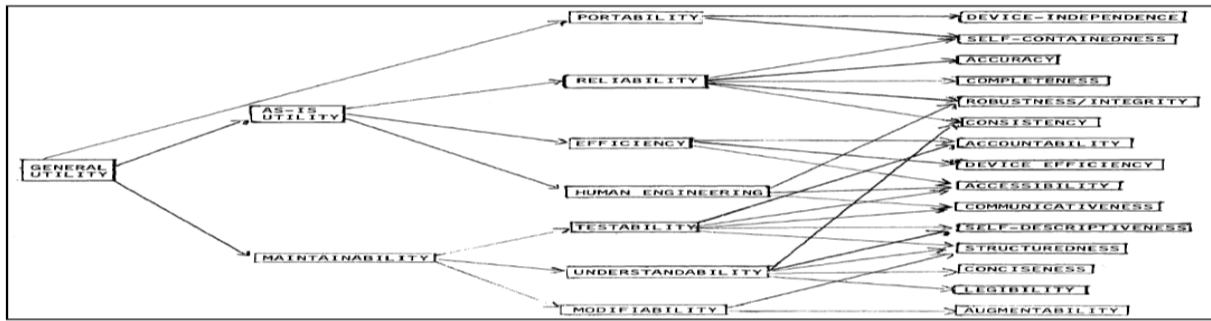 GENERAL
UTILITY
AS-IS
UTILITY
MAINTAINABILITY
PORTABILITY
RELIABILITY
EFFICIENCY
HUMAN ENGINEERING
TESTABILITY
UNDERSTANDABILITY
MODIFIABILITY
DEVICE-INDEPENDENCE
SELF-CONTAINEDNESS
ACCURACY
COMPLETENESS
ROBUSTNESS/INTEGRITY
CONSISTENCY
ACCOUNTABILITY
DEVICE EFFICIENCY
ACCESSIBILITY
COMMUNICATIVENESS
SELF-DESCRIPTIVENESS
STRUCTUREDNESS
CONCISENESS
LEGIBILITY
AUGMENTABILITY